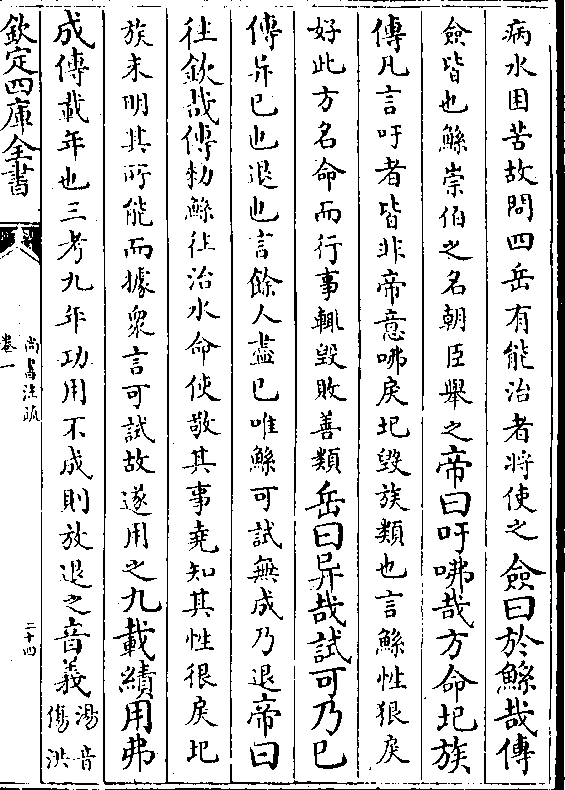 病水困苦故問四岳有能治者將使之僉曰於鯀哉傳
僉皆也鯀崇伯之名朝臣舉之帝曰吁咈哉方命圮族
傳凡言吁者皆非帝意咈戾圮毀族類也言鯀性狠戾
好此方名命而行事輒毀敗善類岳曰异哉試可乃已
傳异已也退也言餘人盡已唯鯀可試無成乃退帝曰
往欽哉傳勑鯀往治水命使敬其事堯知其性很戾圮
族未明其所能而據衆言可試故遂用之九載績用弗
成傳載年也三考九年功用不成則放退之音義湯音
傷洪
欽定四庫全書
尚書注疏
卷一
二十四